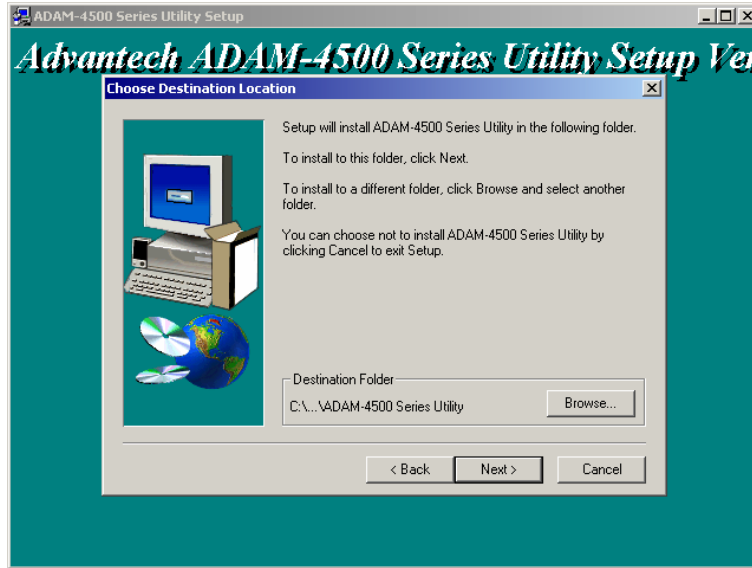 ADAM-4500 Series Utility Setup
Advantech ADAM-4500 Series Utility Setup Ver
Choose Destination Location
Setup will install ADAM-4500 Series Utility in the following folder.
To install to this folder, click Next.
To install to a different folder, click Browse and select another
folder.
You can choose not to install ADAM-4500 Series Utility by
clicking Cancel to exit Setup.
Destination Folder
C:\...\ADAM-4500 Series Utility
Browse...
< Back
Next >
Cancel